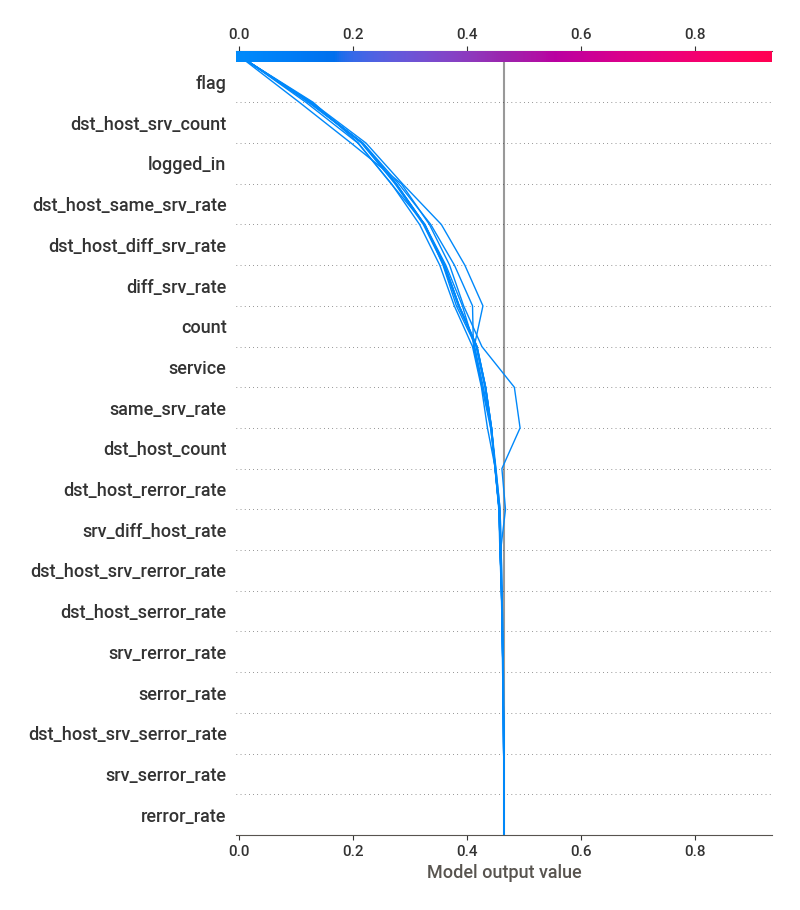 0.0 0.2 0.4 0.6 0.8
flag
dst_host_srv_count
logged_in
dst_host_same_srv_rate
dst_host_diff_srv_rate
diff_srv_rate
count
service
same_srv_rate
dst_host_count
dst_host_rerror_rate
srv_diff_host_rate
dst_host_srv_rerror_rate
dst_host_serror_rate
srv_rerror_rate
serror_rate
dst_host_srv_serror_rate
srv_serror_rate
rerror_rate
0.0 0.2 0.4 0.6 0.8
Model output value